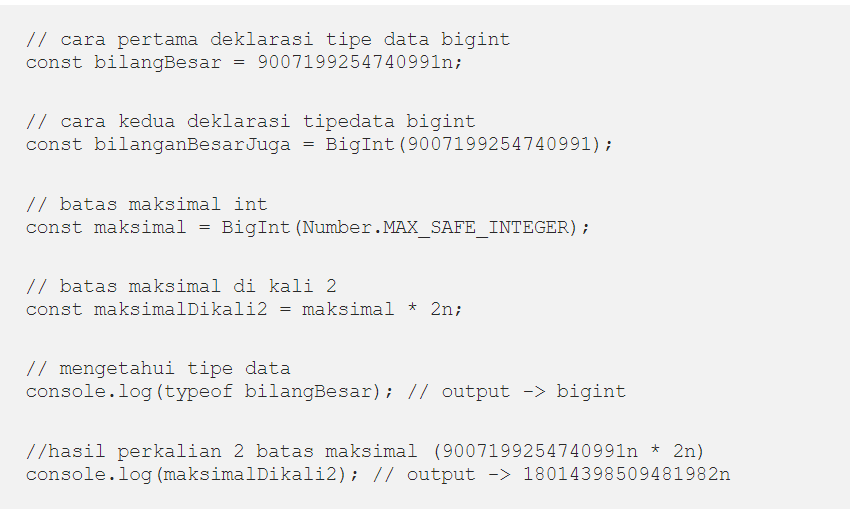 // cara pertama deklarasi tipe data bigint
const bilangBesar = 9007199254740991n;
// cara kedua deklarasi tipedata bigint
const bilanganBesarJuga = BigInt(9007199254740991);
// batas maksimal int
const maksimal = BigInt(Number.MAX_SAFE_INTEGER);
// batas maksimal di kali 2
const maksimalDikali2 = maksimal * 2n;
// mengetahui tipe data
console.log(typeof bilangBesar); // output -> bigint
//hasil perkalian 2 batas maksimal (9007199254740991n * 2n)
console.log(maksimalDikali2); // output -> 18014398509481982n